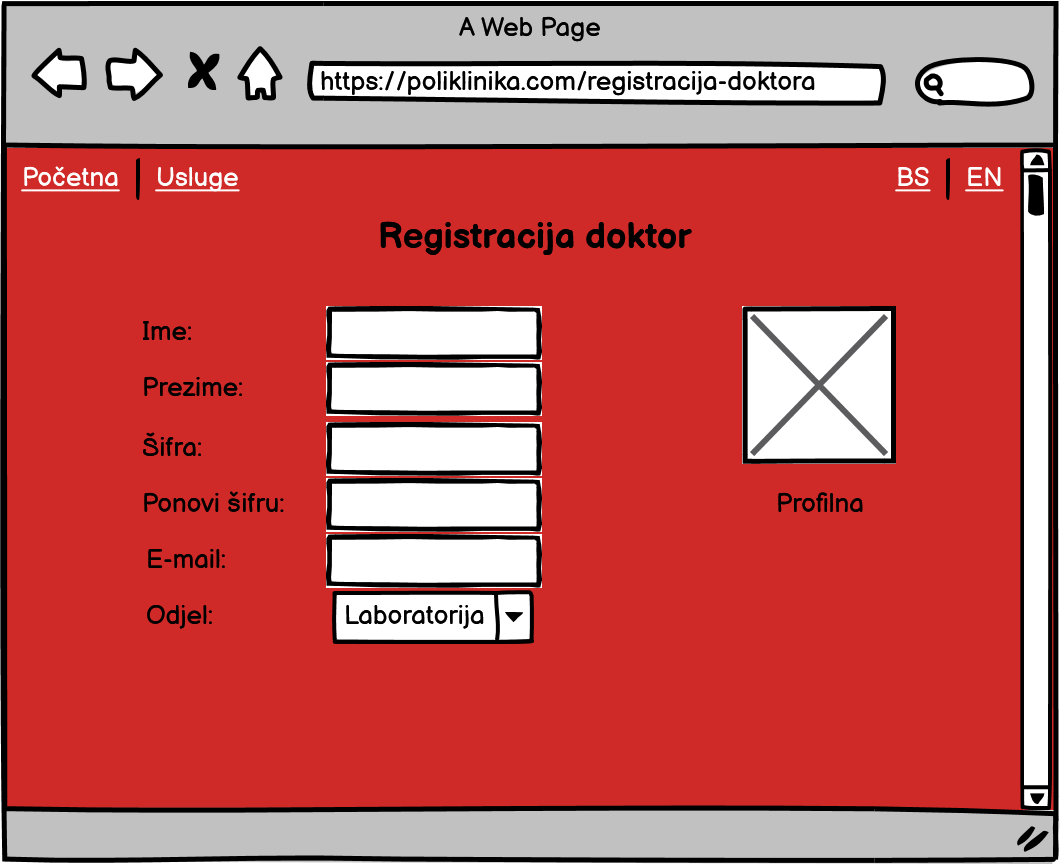 A Web Page
https://poliklinika.com/registracija-doktora
Početna Usluge BS EN
Registracija doktor
Ime:
Prezime:
Šifra:
Ponovi šifru:
Profilna
E-mail:
Odjel: Laboratorija